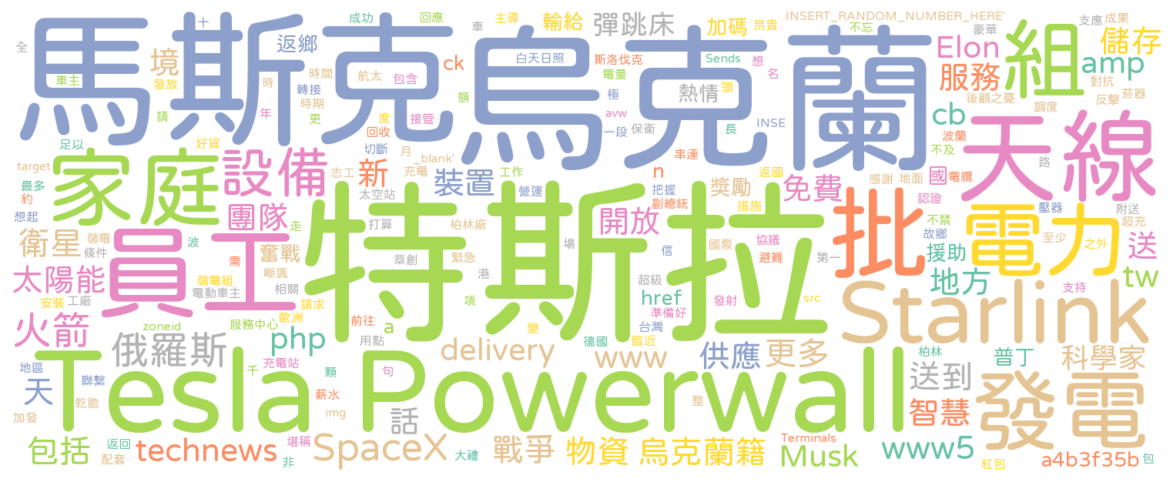 十 成功 回應 車 主導 輸給 彈跳床 加碼 昂貴 INSERT_RANDOM_NUMBER_HERE' 不忘 豪華 支應 成果
全 境 返鄉 白天日照 斯洛伐克 Sends 想 名 Elon 組 儲存
馬斯克 烏克蘭 服務 amp
車主 發放 時 時間 時期 轉接 航太 包含 ck 電量 極 熱情 頭 後顧之憂 對抗 菸器
請 年 更 額 度 回收 接管 avw 一段 保衛 長 INSE cb 波蘭 調度 反擊
足以 好貨 切斷 月 _blank' 串連 不及 路 天線
target 家庭 設備 志工 新 充電 工作 n 國 電纜
最多 約 太空站 裝置 營運 把握 副總統 獎勵 返國 措施 免費 感謝 地面 認證 附送
想起 團隊 走 打算 柏林廠 場 開放 協議 不禁 故鄉 壓器 超充
衛星 儲電 條件 波 員工 奮戰 草創 緊急 信 國際 避難 第一 批 援助 電力 至少 之外 送
太陽能 需 儲電組 電動車主 嘲諷 相關 特斯拉 港 超級 地方 tw
安裝 工廠 請求 歐洲 項 href 準備好 發射 src Starlink 支持
火箭 zoneid 服務中心 php 前往 a 變 德國 台灣 臨近
俄羅斯 用點 delivery www 供應 更多 柏林 普丁 科學家
地區 天 聯繫 千 充電站 顆 句 Tesla Powerwall 送到
加發 乾脆 薪水 img 話 整 智慧 發電
包括 返回 配套 technews 堪稱 非 SpaceX 大禮 戰爭 物資 烏克蘭籍 Terminals Musk 紅包 www5 a4b3f35b 包